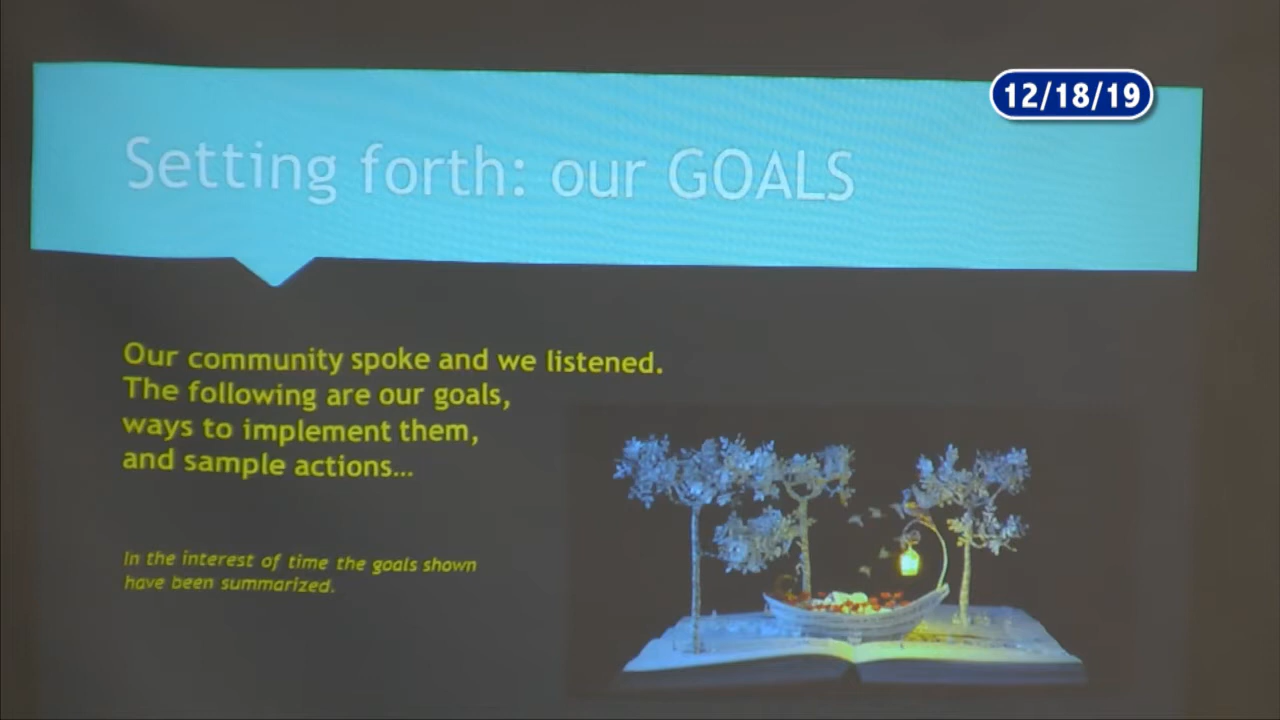 12/18/19
Setting forth: our GOALS
Our community spoke and we listened.
The following are our goals,
ways to implement them,
and sample actions...
In the interest of time the goals shown
have been summarized.